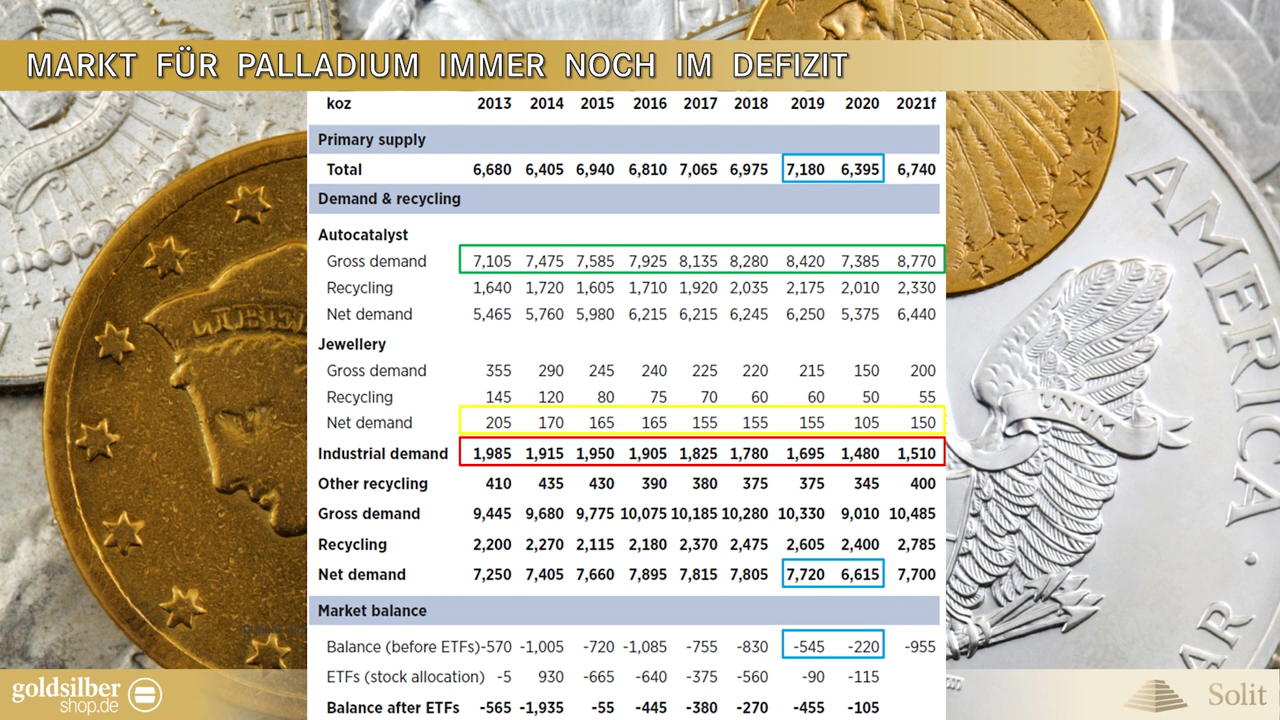 MARKT FÜR PALLADIUM IMMER NOCH IM DEFIZIT
koz 2013 2014 2015 2016 2017 2018 2019 2020 2021f
Primary supply
Total 6,680 6,405 6,940 6,810 7,065 6,975 7,180 6,395 6,740
Demand & recycling
Autocatalyst
Gross demand 7,105 7,475 7,585 7,925 8,135 8,280 8,420 7,385 8,770
Recycling 1,640 1,720 1,605 1,710 1,920 2,035 2,175 2,010 2,330
Net demand 5,465 5,760 5,980 6,215 6,215 6,245 6,250 5,375 6,440
Jewellery
Gross demand 355 290 245 240 225 220 215 150 200
Recycling 145 120 80 75 70 60 60 50 55
Net demand 205 170 165 165 155 155 155 105 150
Industrial demand 1,985 1,915 1,950 1,905 1,825 1,780 1,695 1,480 1,510
Other recycling 410 435 430 390 380 375 375 345 400
Gross demand 9,445 9,680 9,775 10,075 10,185 10,280 10,330 9,010 10,485
Recycling 2,200 2,270 2,115 2,180 2,370 2,475 2,605 2,400 2,785
Net demand 7,250 7,405 7,660 7,895 7,815 7,805 7,720 6,615 7,700
Market balance
Balance (before ETFs) -570 -1,005 -720 -1,085 -755 -830 -545 -220 -955
ETFs (stock allocation) -5 930 -665 -640 -375 -560 -90 -115
Balance after ETFs -565 -1,935 -55 -445 -380 -270 -455 -105
AMERICA
UNUM
goldsilber
shop.de
Solit